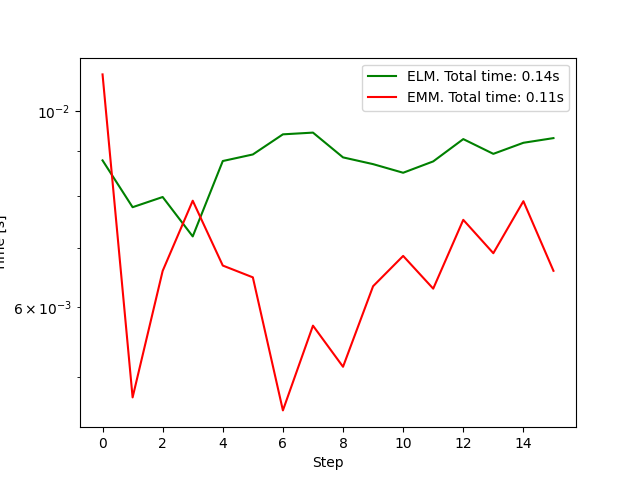 ELM. Total time: 0.14s
EMM. Total time: 0.11s
10⁻²
6 × 10⁻³
Time [s]
0 2 4 6 8 10 12 14
Step